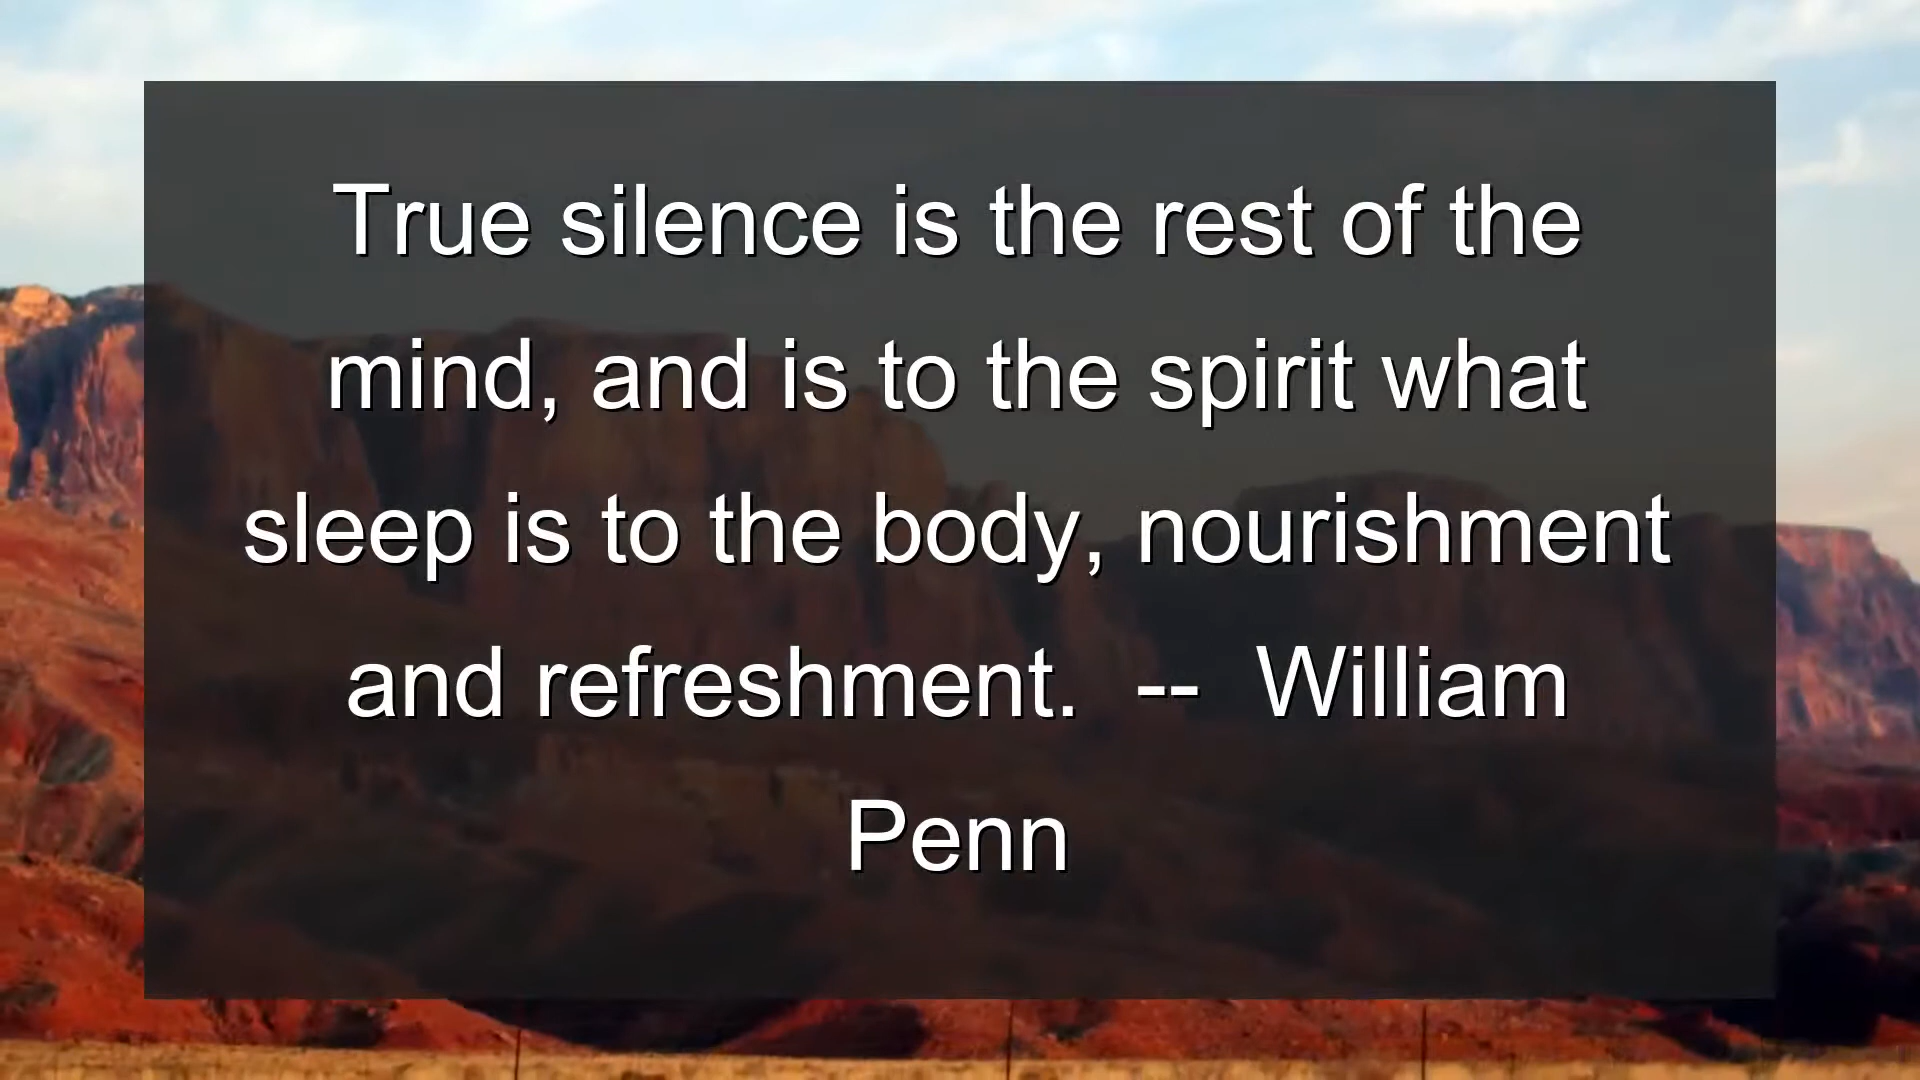 True silence is the rest of the
mind, and is to the spirit what
sleep is to the body, nourishment
and refreshment.  --  William
Penn